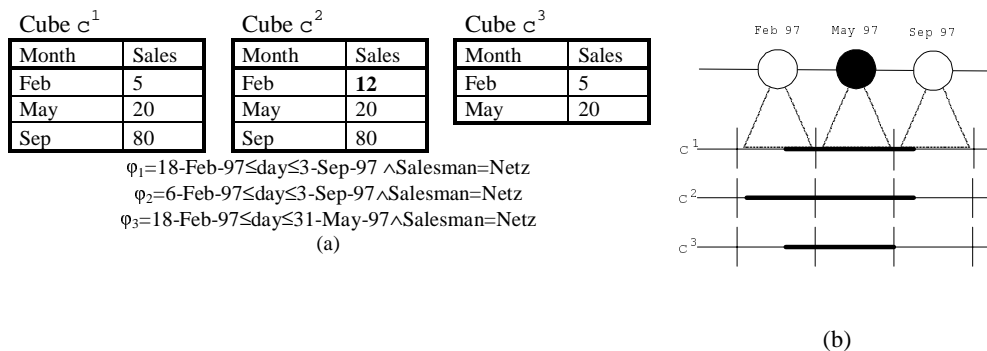 Cube c¹
Month Sales
Feb 5
May 20
Sep 80
Cube c²
Month Sales
Feb 12
May 20
Sep 80
Cube c³
Month Sales
Feb 5
May 20
φ₁=18-Feb-97≤day≤3-Sep-97 ∧Salesman=Netz
φ₂=6-Feb-97≤day≤3-Sep-97 ∧Salesman=Netz
φ₃=18-Feb-97≤day≤31-May-97∧Salesman=Netz
(a)
Feb 97 May 97 Sep 97
c¹
c²
c³
(b)